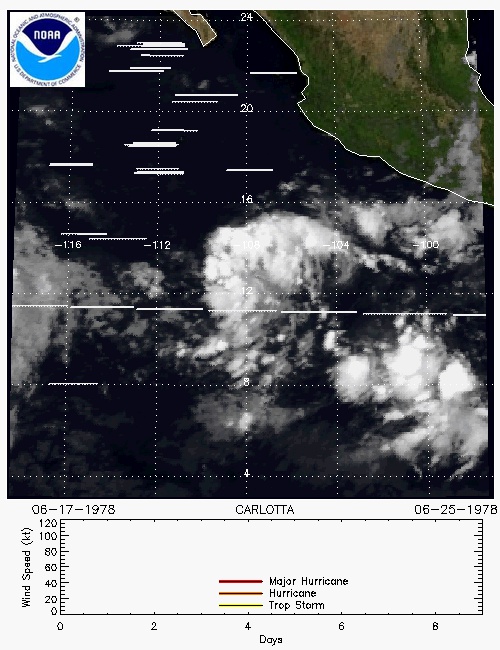 NATIONAL OCEANIC AND ATMOSPHERIC ADMINISTRATION
NOAA
U.S. DEPARTMENT OF COMMERCE
24
20
16
-116 -112 -108 -104 -100
12
8
4
06-17-1978 CARLOTTA 06-25-1978
Wind Speed (kt)
120
100
80
60
40
20
0
Major Hurricane
Hurricane
Trop Storm
0 2 4 6 8
Days